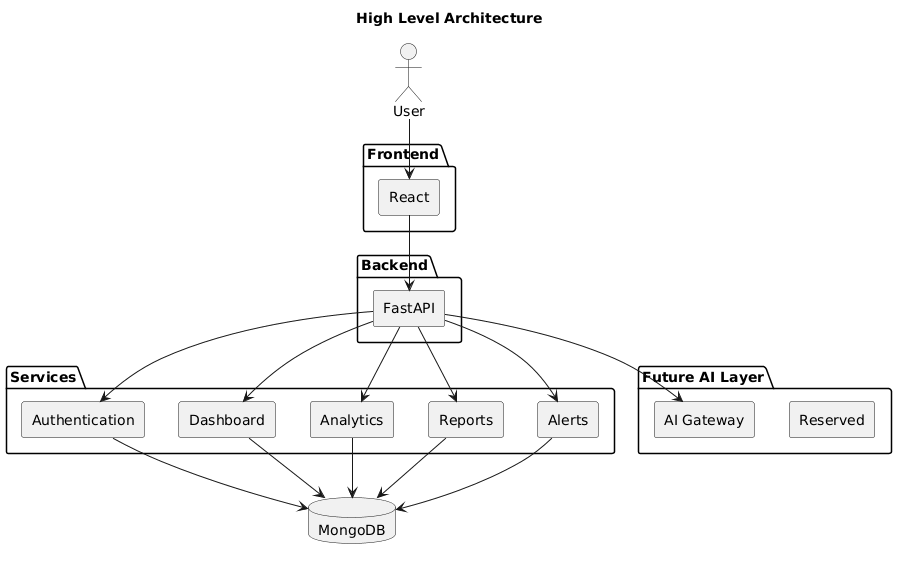 High Level Architecture
User
Frontend
React
Backend
FastAPI
Services
Future AI Layer
Authentication
Dashboard
Analytics
Reports
Alerts
AI Gateway
Reserved
MongoDB